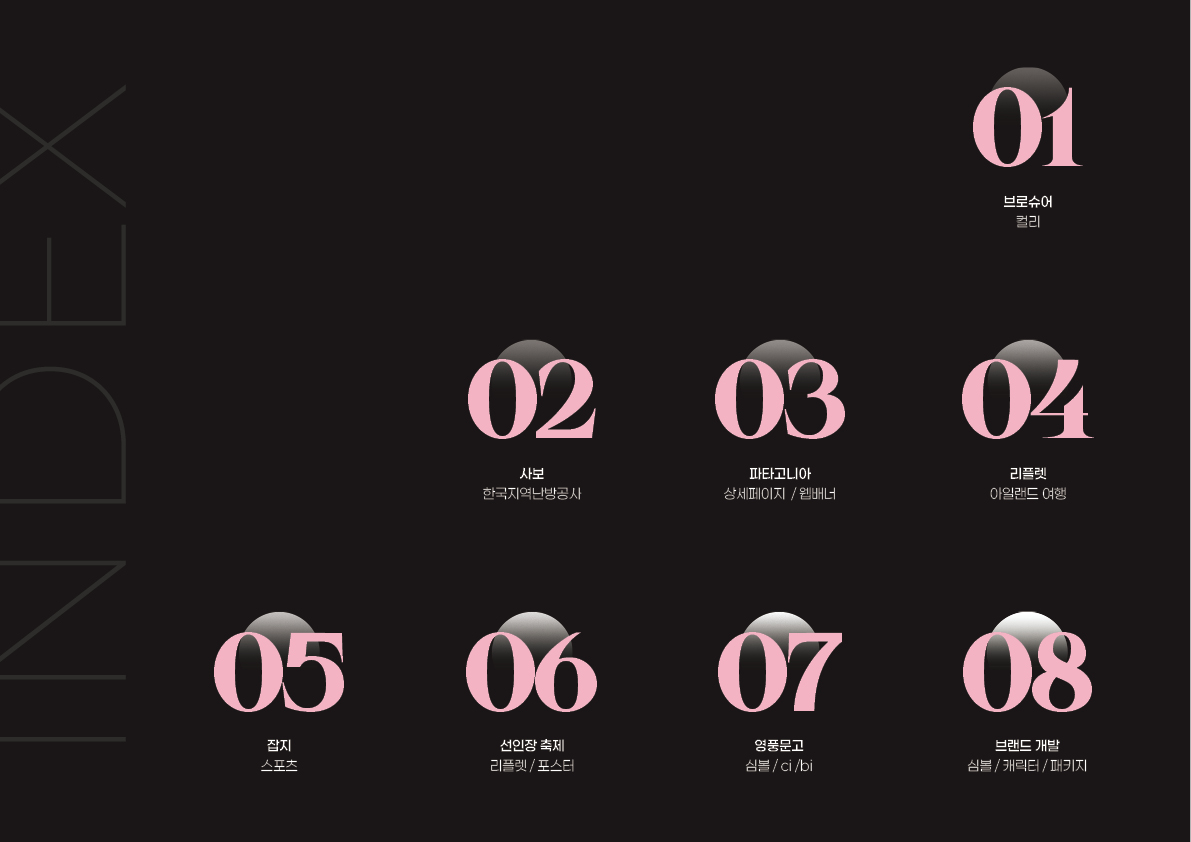 INDEX
01
브로슈어
컬리
02
사보
한국지역난방공사
03
파타고니아
상세페이지 / 웹배너
04
리플렛
아일랜드 여행
05
잡지
스포츠
06
선인장 축제
리플렛 / 포스터
07
영풍문고
심볼 / ci /bi
08
브랜드 개발
심볼 / 캐릭터 / 패키지